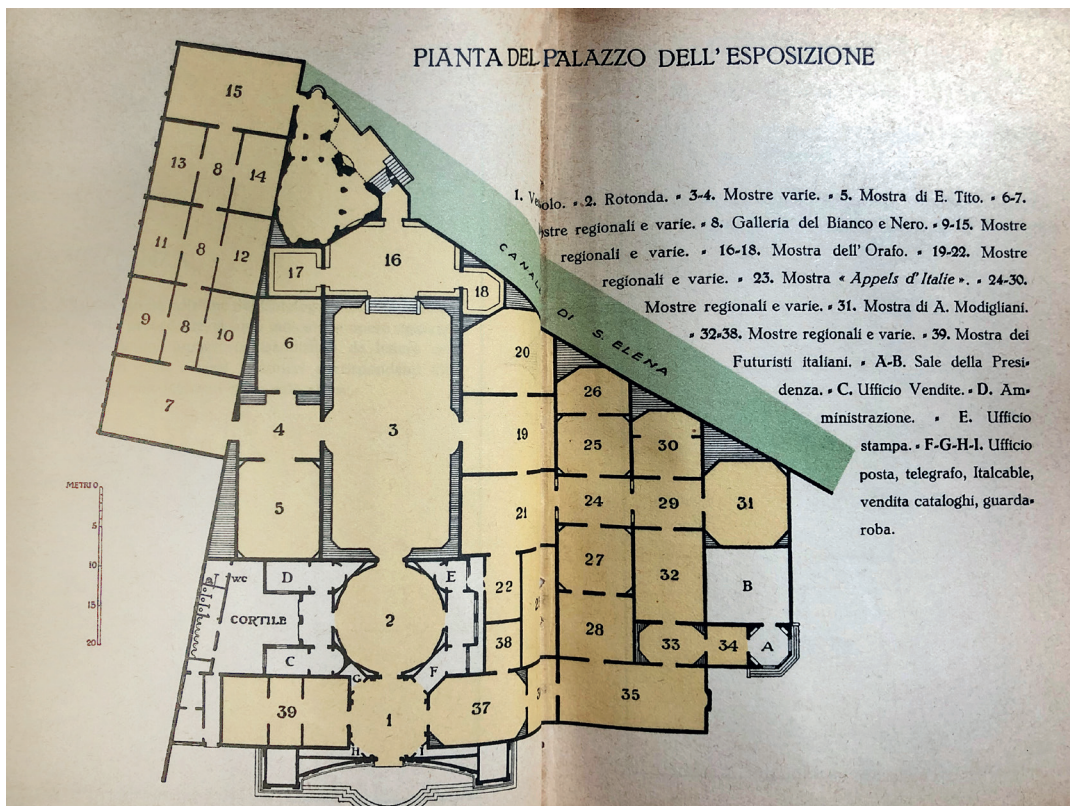 PIANTA DEL PALAZZO DELL' ESPOSIZIONE
1. olo. - 2. Rotonda. - 3-4. Mostre varie. - 5. Mostra di E. Tito. - 6-7.
stre regionali e varie. - 8. Galleria del Bianco e Nero. - 9-15. Mostre
regionali e varie. - 16-18. Mostra dell' Orafo. - 19-22. Mostre
regionali e varie. - 23. Mostra « Appels d'Italie ». - 24-30.
Mostre regionali e varie. - 31. Mostra di A. Modigliani.
- 32-38. Mostre regionali e varie. - 39. Mostra dei
Futuristi italiani. - A-B. Sale della Presi-
denza. - C. Ufficio Vendite. - D. Am-
ministrazione. - E. Ufficio
stampa. - F-G-H-I. Ufficio
posta, telegrafo, Italcable,
vendita cataloghi, guarda-
roba.
CANAL DI S. ELENA
15
13
8
14
11
8
12
9
8
10
7
17
16
18
6
4
3
5
20
19
21
26
25
30
24
29
31
27
32
28
B
22
38
33
34
A
35
WC
D
E
CORTILE
2
C
F
G
39
1
37
H
I
METRI 0
5
10
15
20